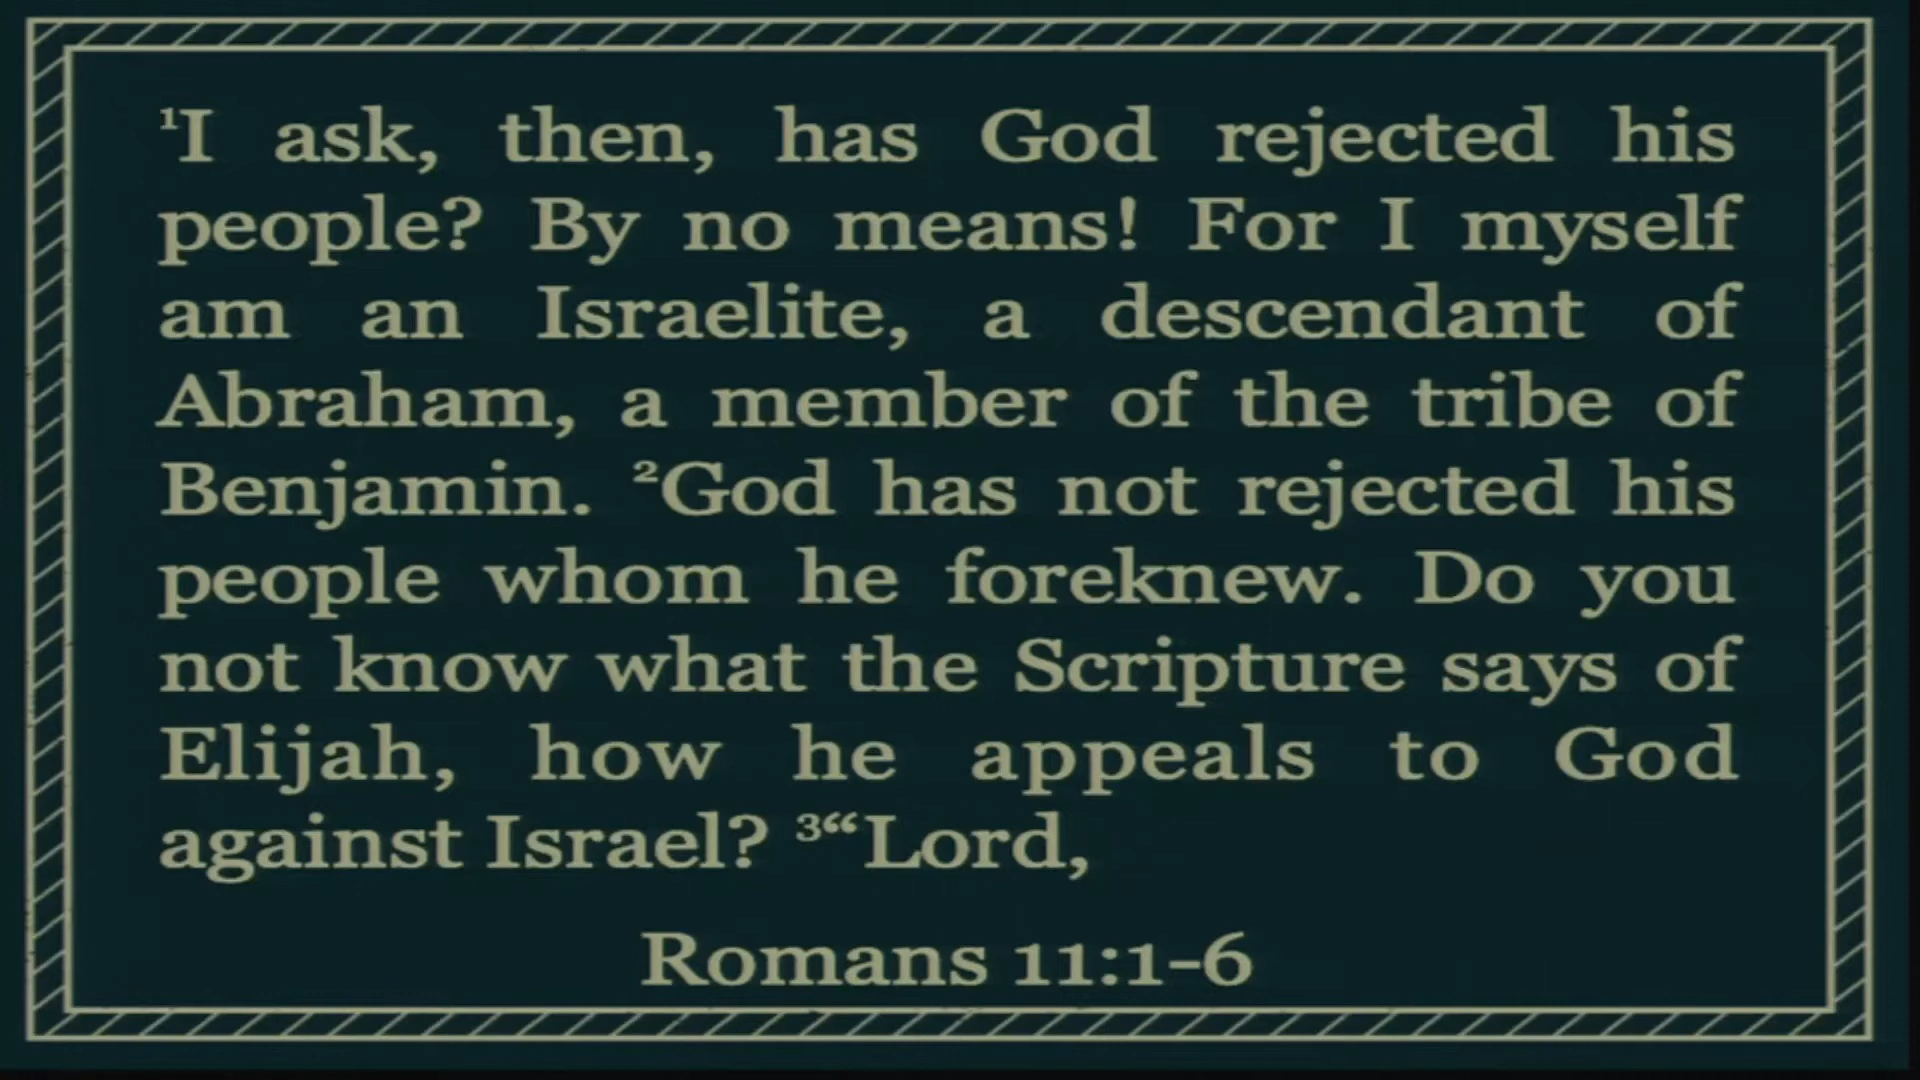 ¹I ask, then, has God rejected his
people? By no means! For I myself
am an Israelite, a descendant of
Abraham, a member of the tribe of
Benjamin. ²God has not rejected his
people whom he foreknew. Do you
not know what the Scripture says of
Elijah, how he appeals to God
against Israel? ³“Lord,
Romans 11:1–6